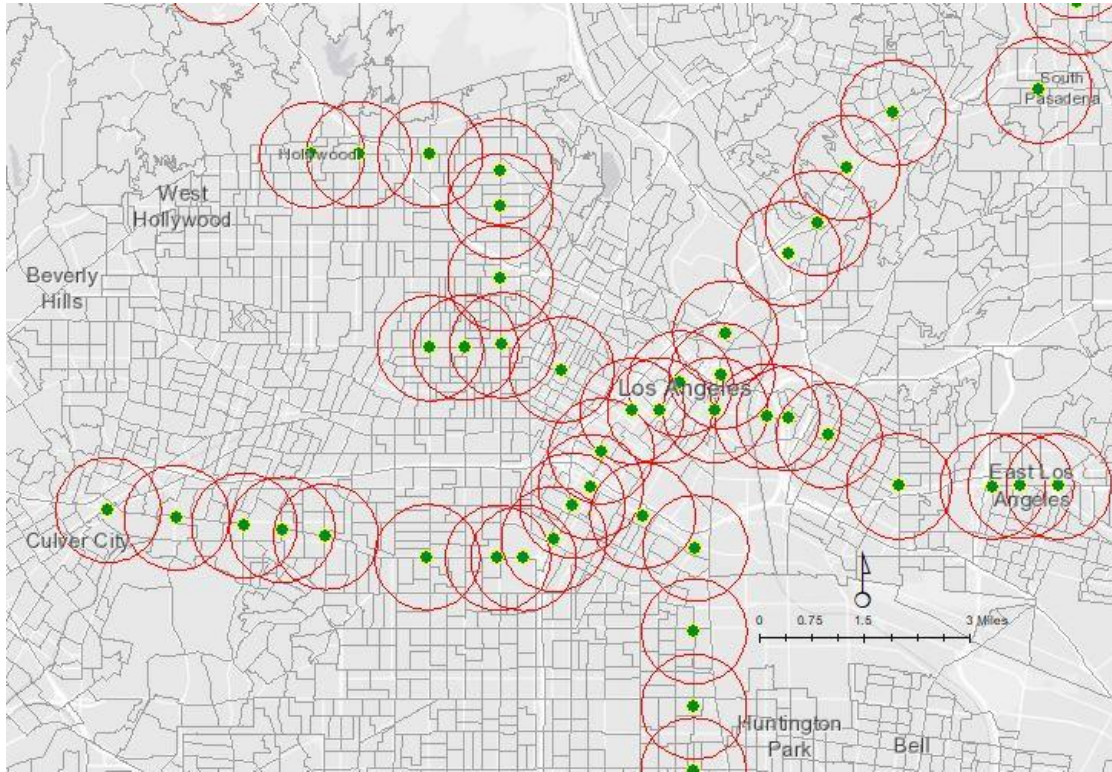 South
Pasadena
Hollywood
West
Hollywood
Beverly
Hills
Los Angeles
East Los
Angeles
Culver City
0 0.75 1.5 3 Miles
Huntington
Park
Bell